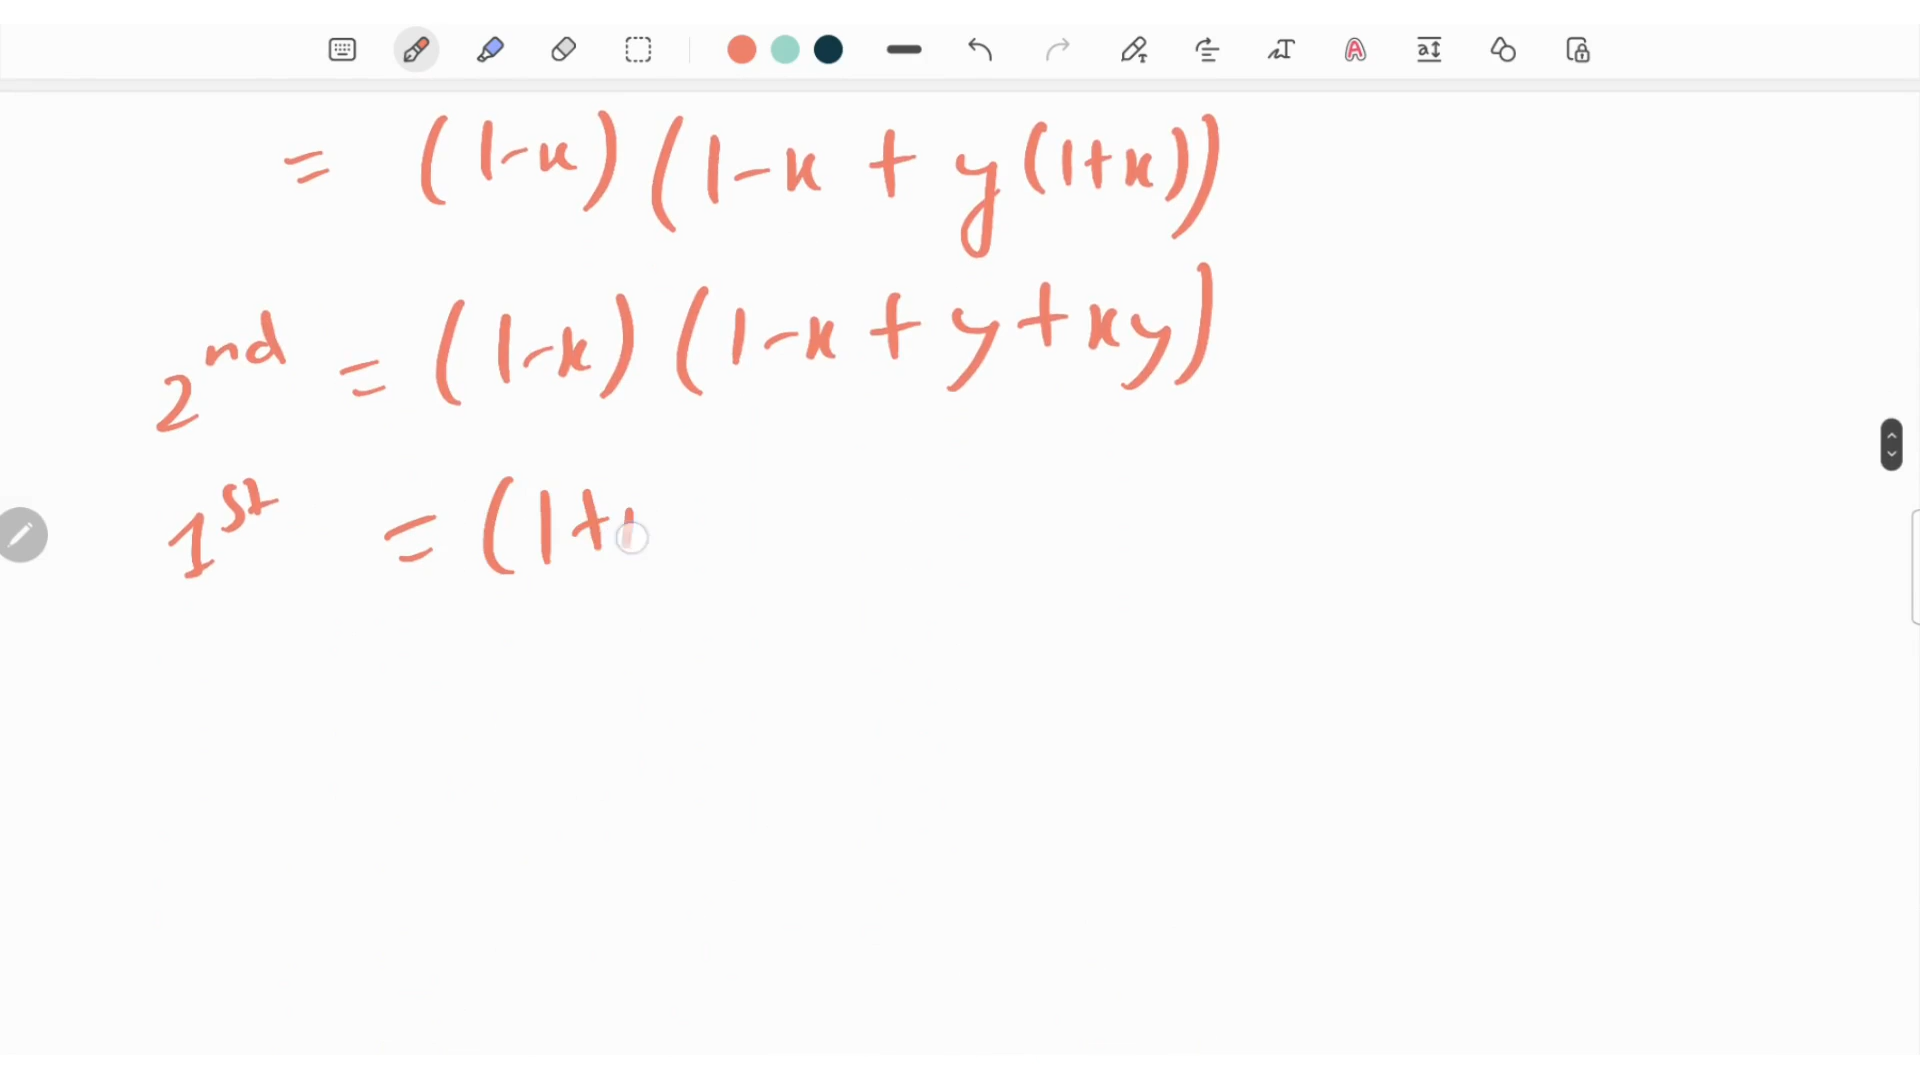 = (1-x) (1-x + y(1+x))
2nd = (1-x) (1-x + y + xy)
1st = (1+